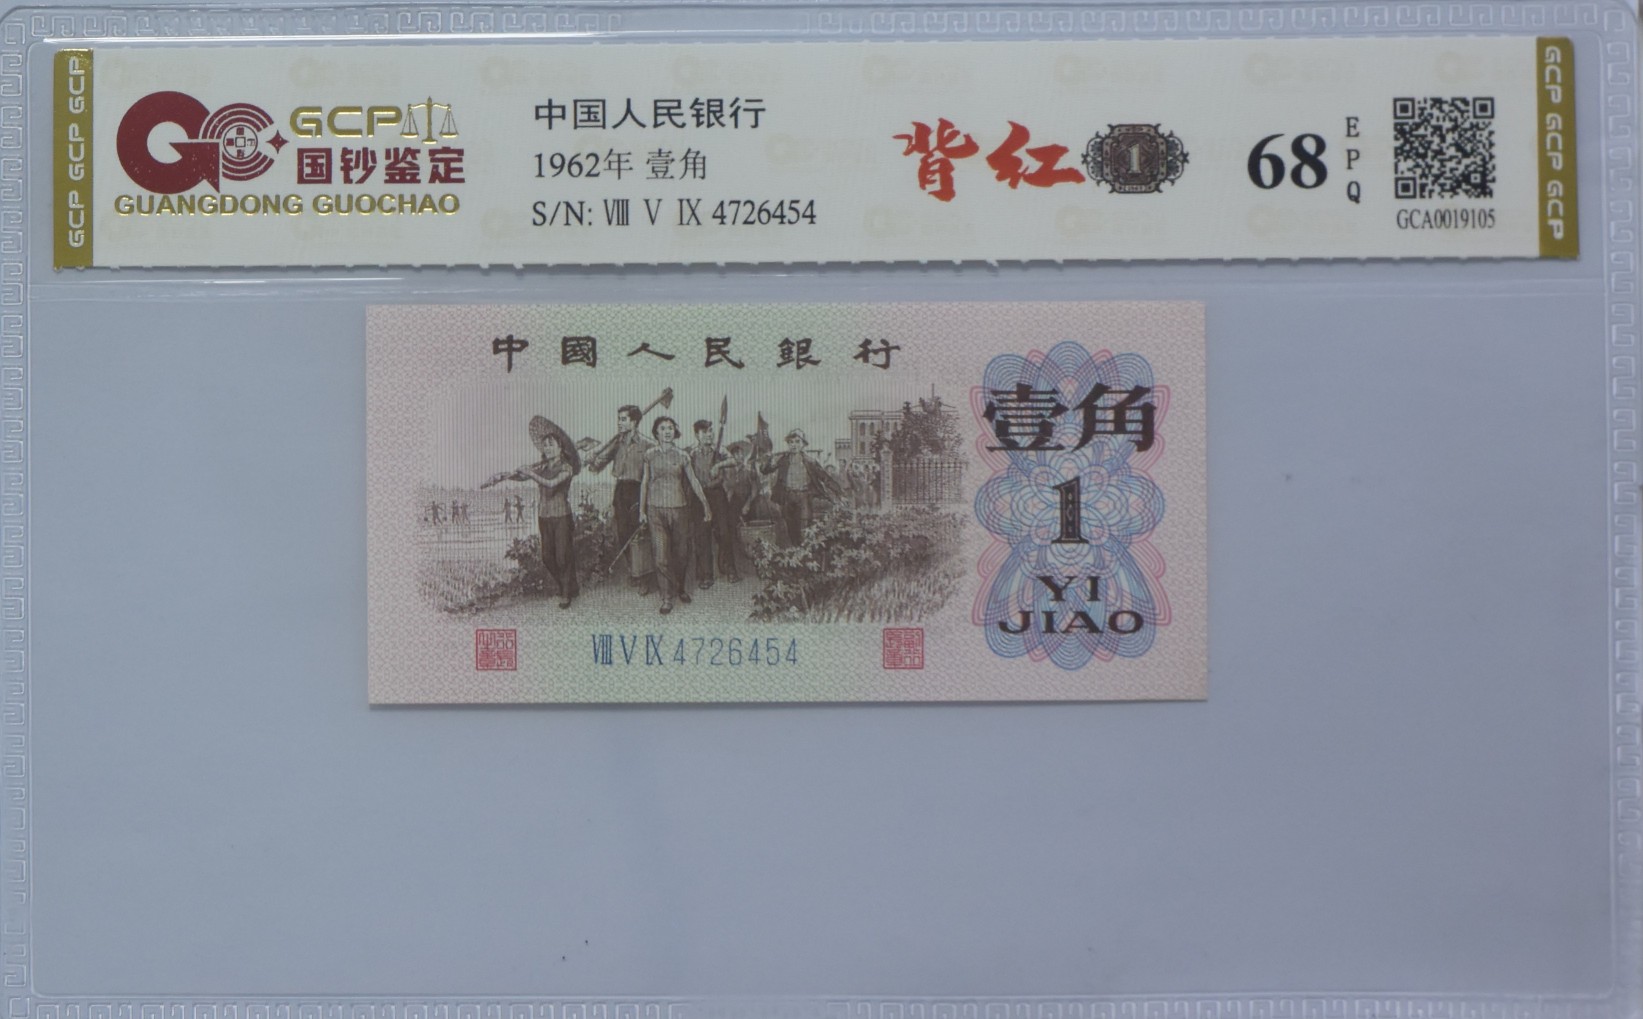 GCP GCP GCP
GCP
国钞鉴定
GUANGDONG GUOCHAO
中国人民银行
1962年 壹角
S/N: Ⅷ Ⅴ Ⅸ 4726454
背红
1
68
EPQ
GCA0019105
GCP GCP GCP
中國人民銀行
壹角
1
YI
JIAO
Ⅷ Ⅴ Ⅸ 4726454